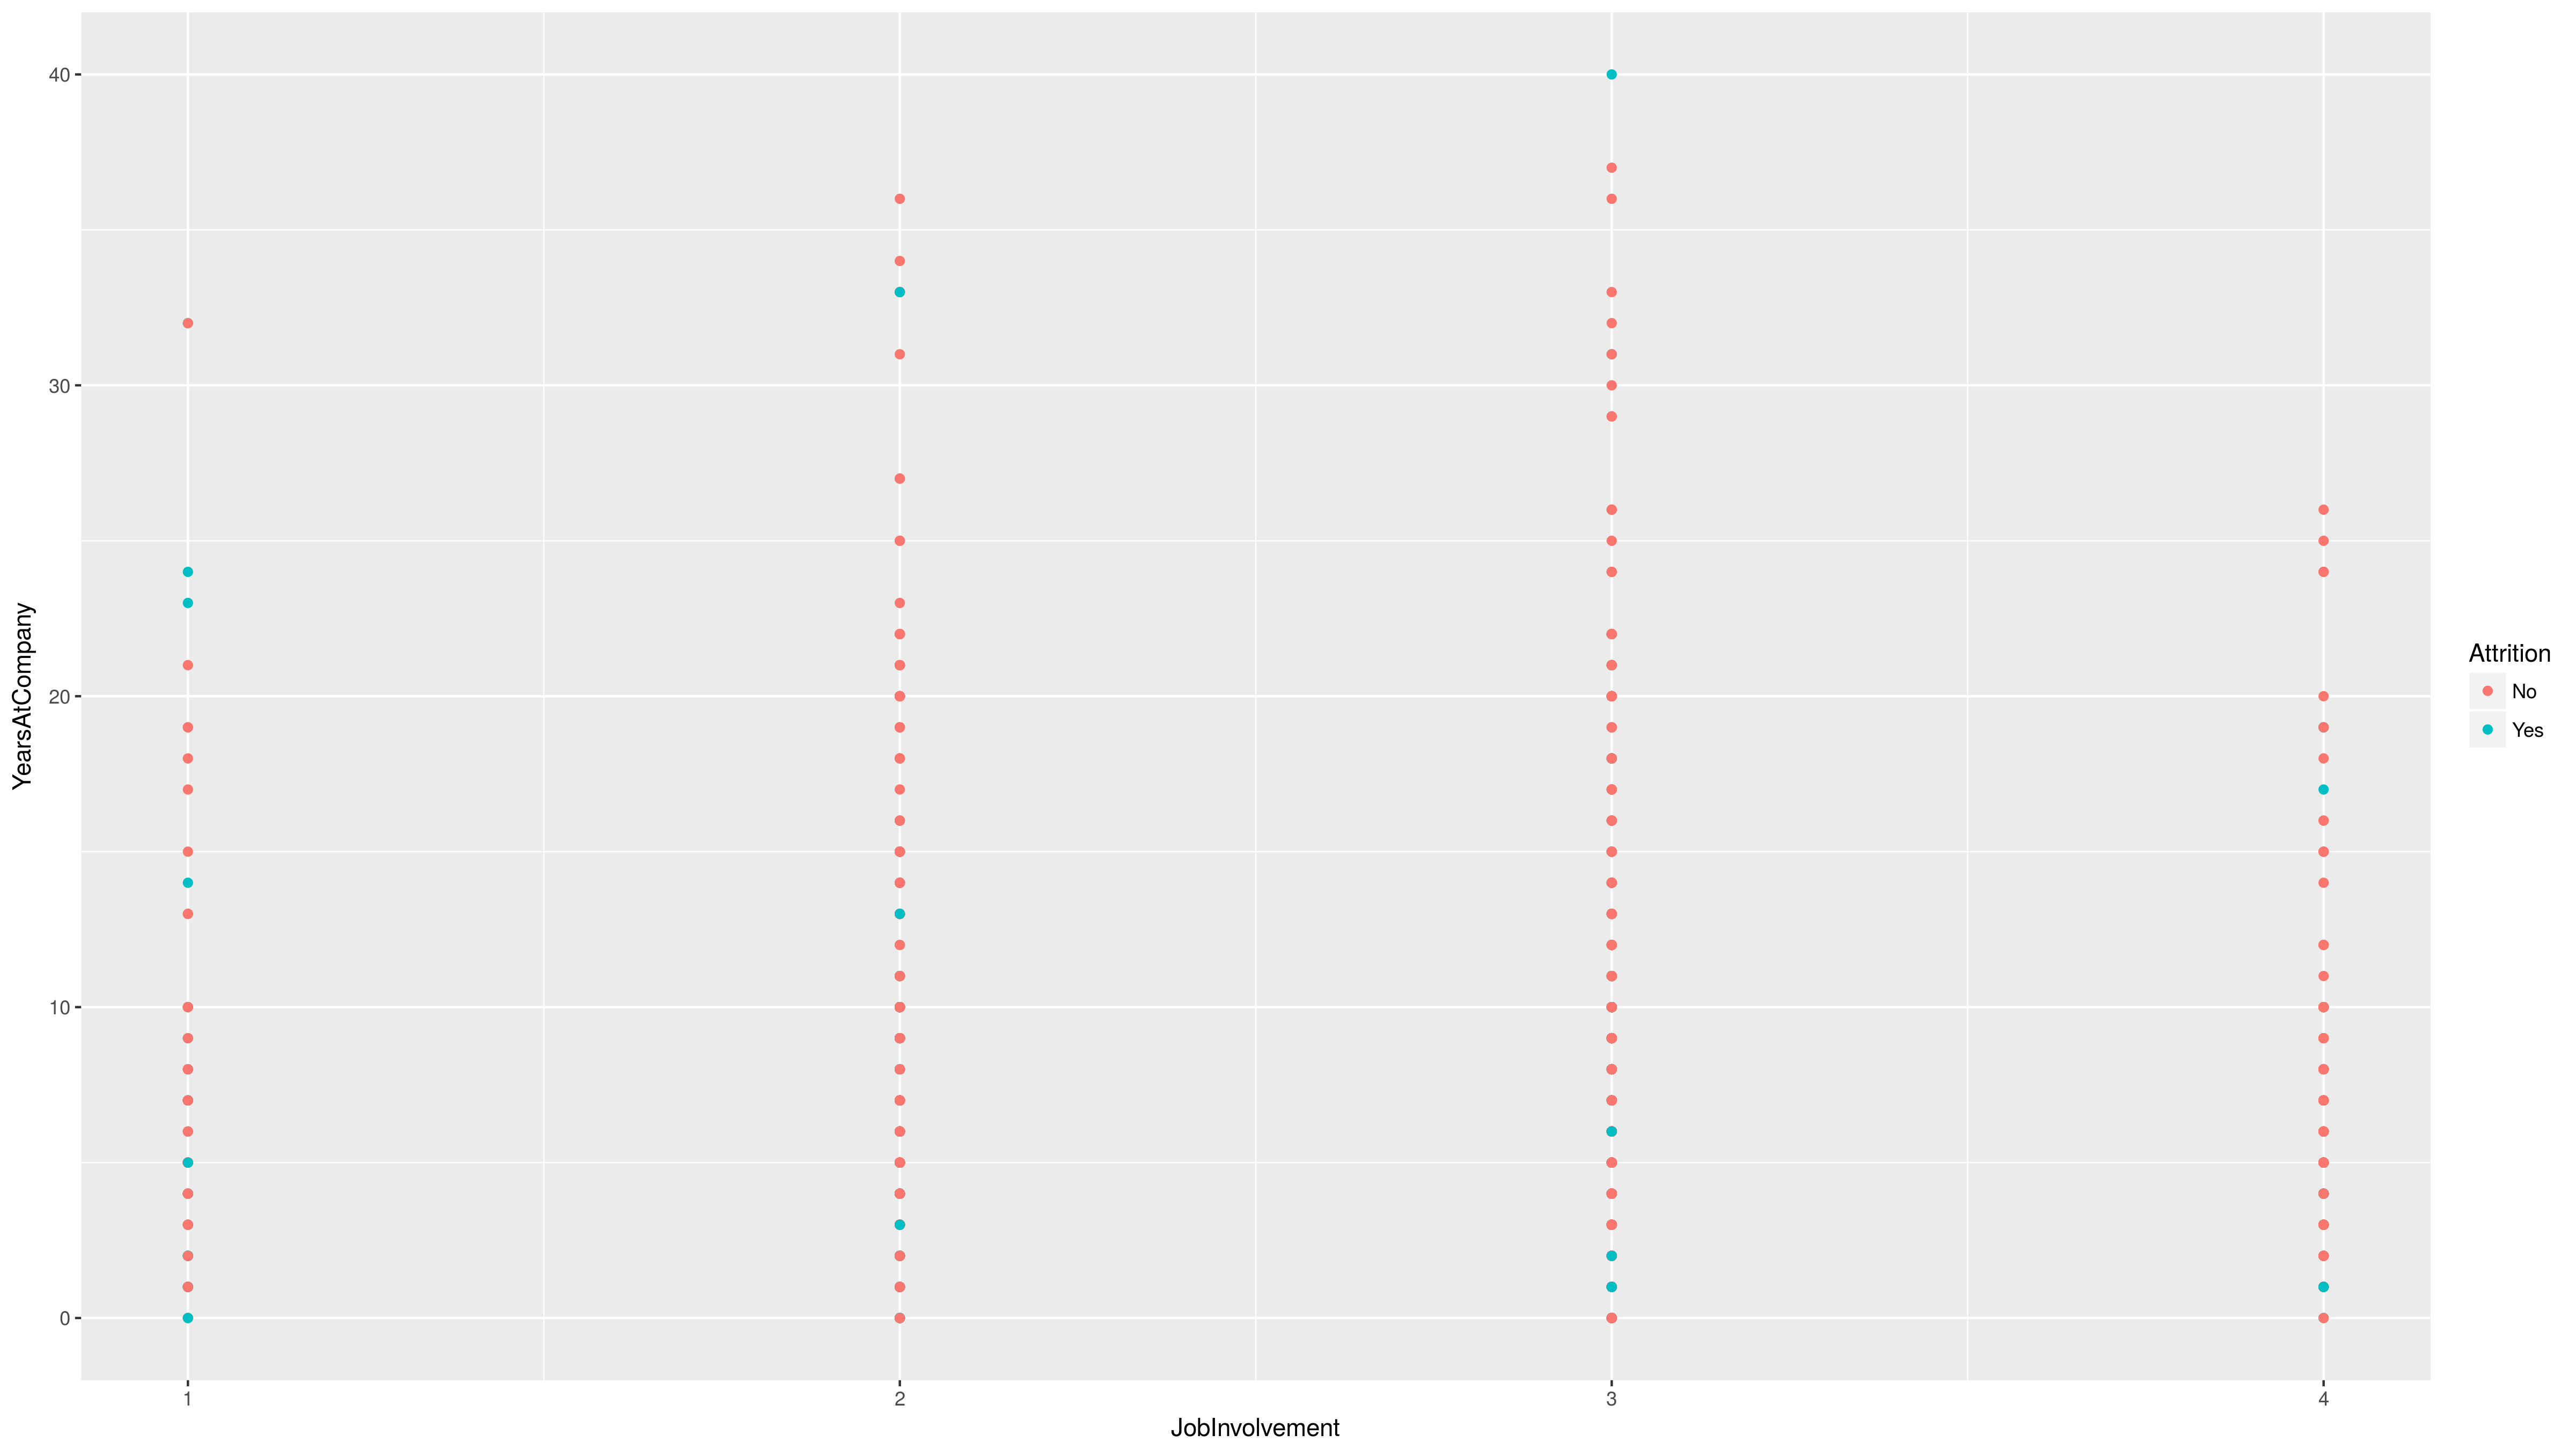 40
30
20
10
0
YearsAtCompany
1
2
3
4
JobInvolvement
Attrition
No
Yes